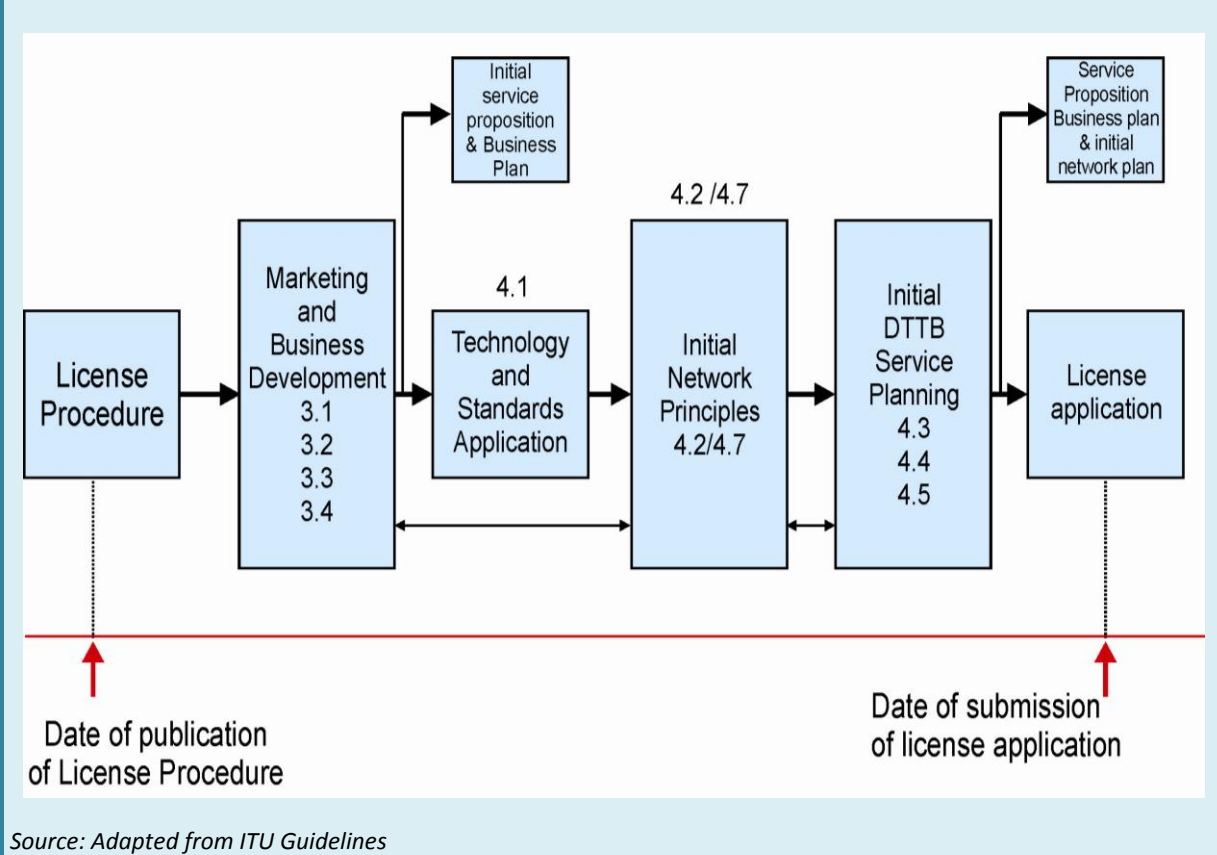 Initial
service
proposition
& Business
Plan
Service
Proposition
Business plan
& initial
network plan
4.2 /4.7
4.1
License
Procedure
Marketing
and
Business
Development
3.1
3.2
3.3
3.4
Technology
and
Standards
Application
Initial
Network
Principles
4.2/4.7
Initial
DTTB
Service
Planning
4.3
4.4
4.5
License
application
Date of publication
of License Procedure
Date of submission
of license application
Source: Adapted from ITU Guidelines